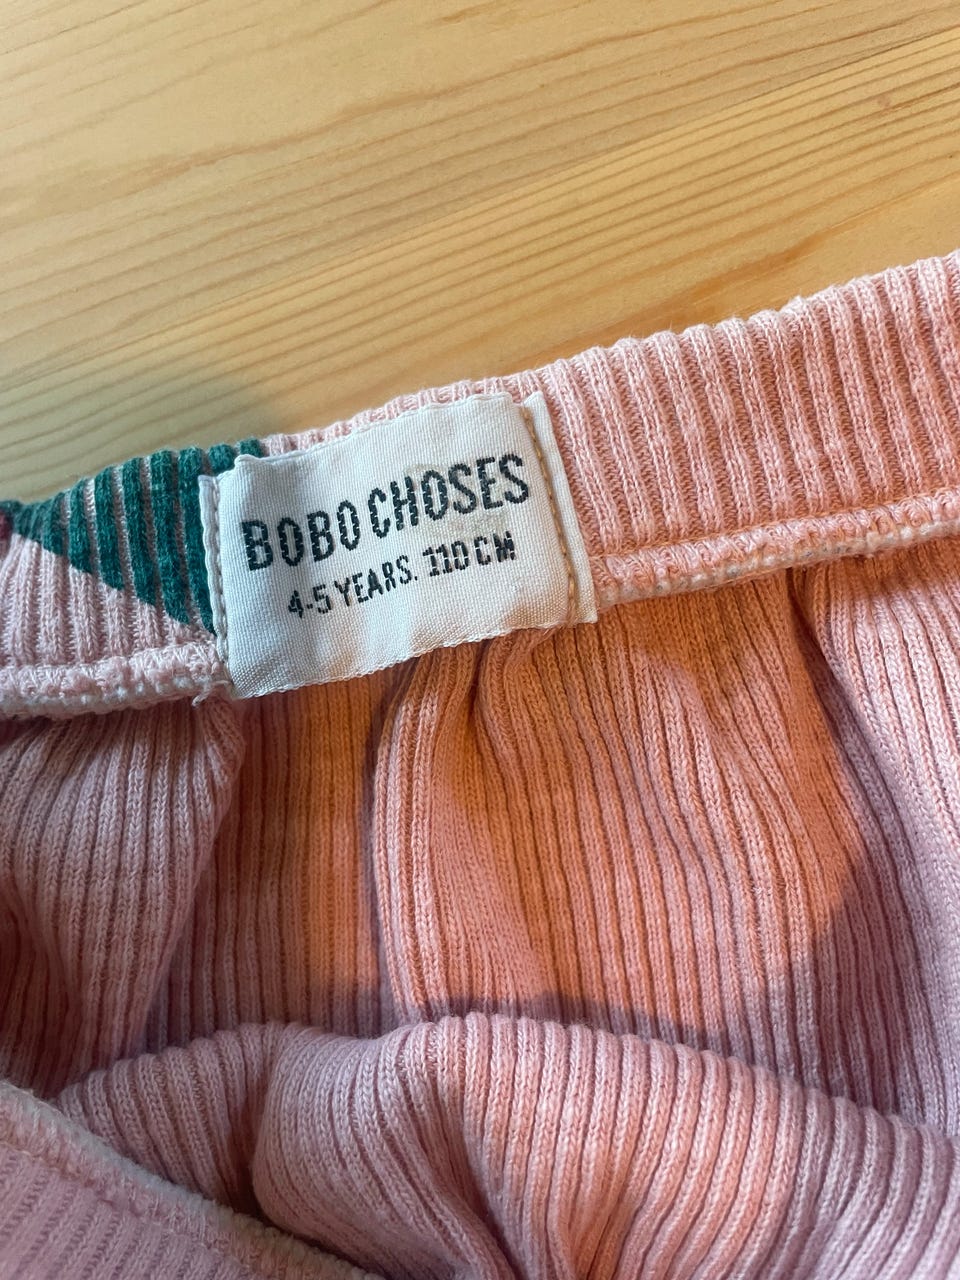 BOBO CHOSES
4-5 YEARS. 110 CM